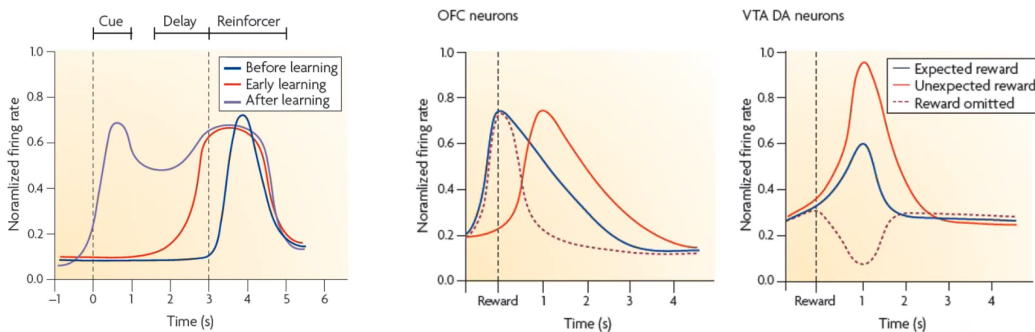 Cue Delay Reinforcer
1.0
0.8
0.6
0.4
0.2
0.0
Noramlized firing rate
Before learning
Early learning
After learning
–1 0 1 2 3 4 5 6
Time (s)
OFC neurons
1.0
0.8
0.6
0.4
0.2
0.0
Noramlized firing rate
Reward 1 2 3 4
Time (s)
VTA DA neurons
1.0
0.8
0.6
0.4
0.2
0.0
Noramlized firing rate
Expected reward
Unexpected reward
Reward omitted
Reward 1 2 3 4
Time (s)